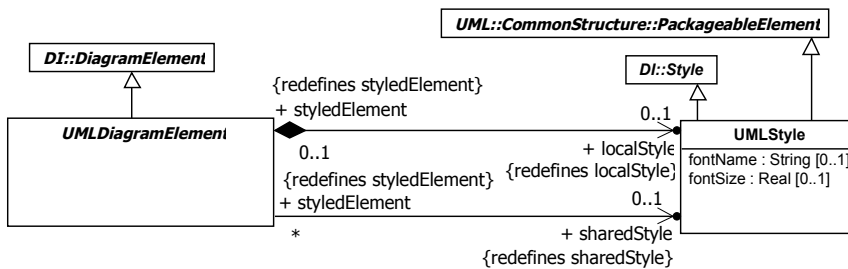 UML::CommonStructure::PackageableElement
DI::DiagramElement
DI::Style
{redefines styledElement}
+ styledElement
0..1
UMLDiagramElement
UMLStyle
0..1
+ localStyle
fontName : String [0..1]
{redefines styledElement}
{redefines localStyle}
fontSize : Real [0..1]
+ styledElement
0..1
*
+ sharedStyle
{redefines sharedStyle}